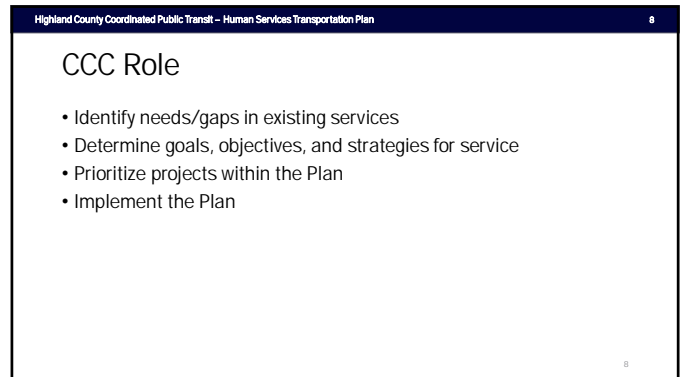 Highland County Coordinated Public Transit – Human Services Transportation Plan 8
CCC Role
• Identify needs/gaps in existing services
• Determine goals, objectives, and strategies for service
• Prioritize projects within the Plan
• Implement the Plan
8